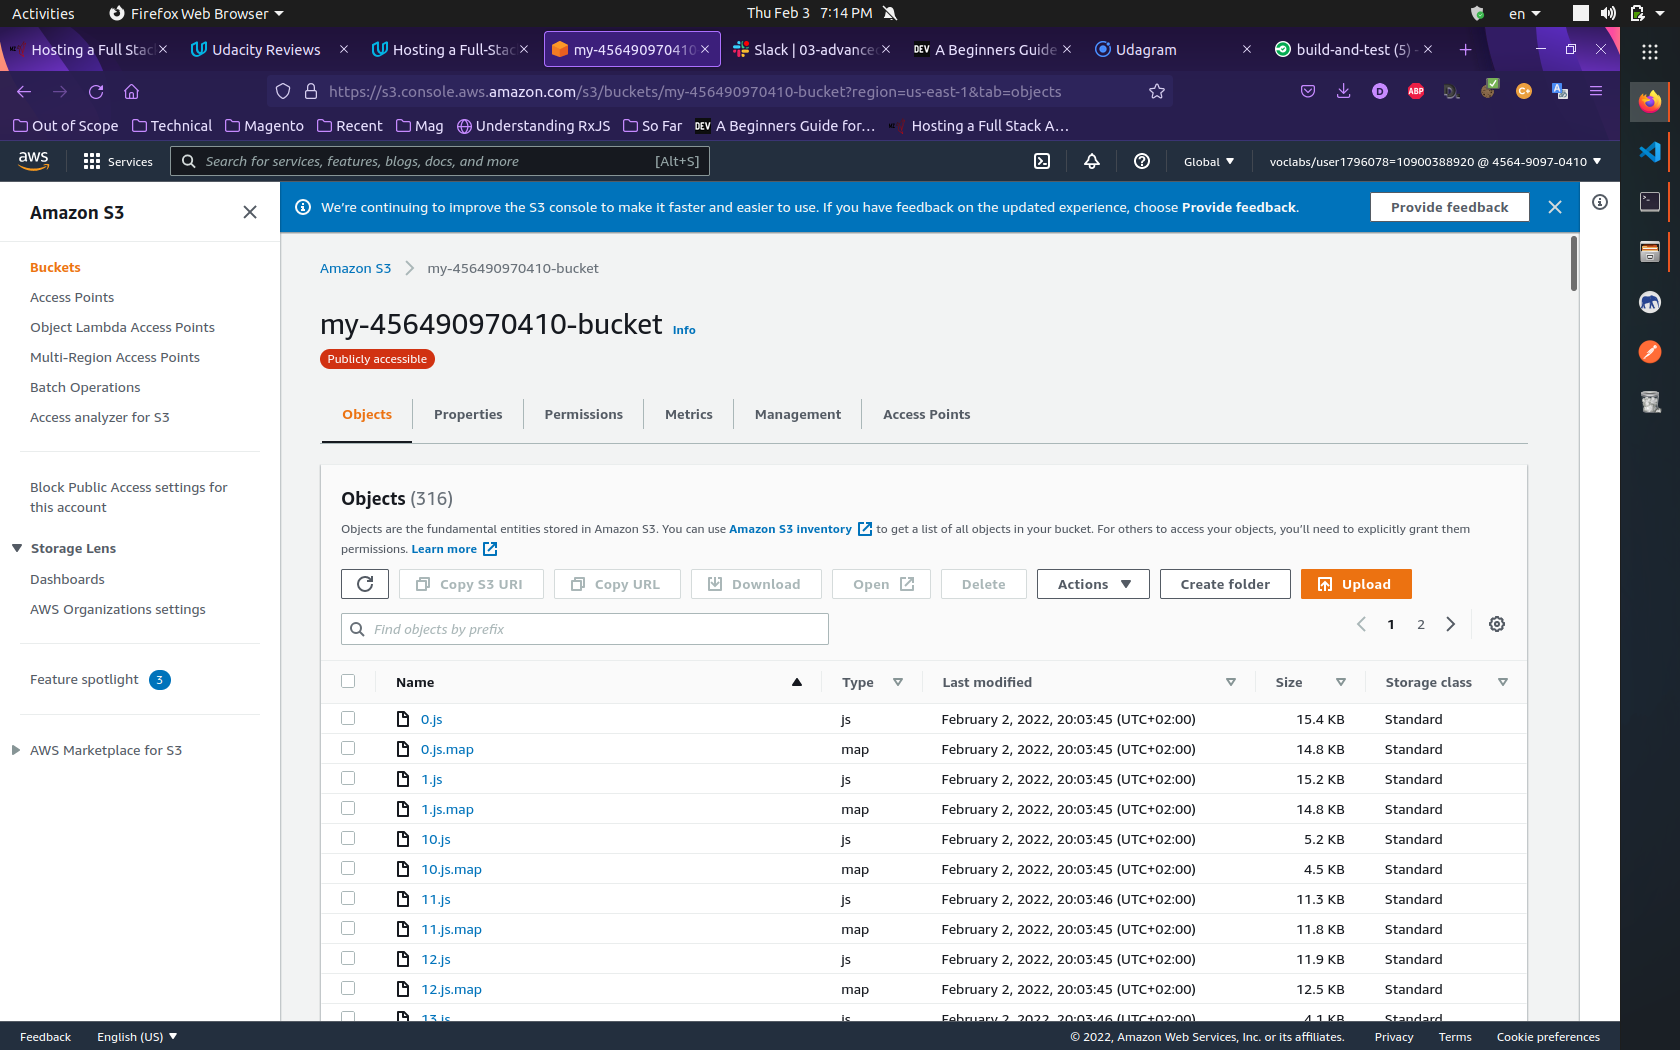 Activities
Firefox Web Browser
Thu Feb 3 7:14 PM
en
Hosting a Full Stac
Udacity Reviews
Hosting a Full-Stac
my-456490970410
Slack | 03-advance
DEV A Beginners Guide
Udagram
build-and-test (5) -
https://s3.console.aws.amazon.com/s3/buckets/my-456490970410-bucket?region=us-east-1&tab=objects
D
ABP
C+
Out of Scope
Technical
Magento
Recent
Mag
Understanding RxJS
So Far
DEV A Beginners Guide for...
Hosting a Full Stack A...
aws
Services
Search for services, features, blogs, docs, and more [Alt+S]
Global
voclabs/user1796078=10900388920 @ 4564-9097-0410
Amazon S3
Buckets
Access Points
Object Lambda Access Points
Multi-Region Access Points
Batch Operations
Access analyzer for S3
Block Public Access settings for
this account
Storage Lens
Dashboards
AWS Organizations settings
Feature spotlight 3
AWS Marketplace for S3
We're continuing to improve the S3 console to make it faster and easier to use. If you have feedback on the updated experience, choose Provide feedback.
Provide feedback
Amazon S3 > my-456490970410-bucket
my-456490970410-bucket Info
Publicly accessible
Objects
Properties
Permissions
Metrics
Management
Access Points
Objects (316)
Objects are the fundamental entities stored in Amazon S3. You can use Amazon S3 inventory to get a list of all objects in your bucket. For others to access your objects, you'll need to explicitly grant them
permissions. Learn more
Copy S3 URI
Copy URL
Download
Open
Delete
Actions
Create folder
Upload
Find objects by prefix
1 2
Name Type Last modified Size Storage class
0.js js February 2, 2022, 20:03:45 (UTC+02:00) 15.4 KB Standard
0.js.map map February 2, 2022, 20:03:45 (UTC+02:00) 14.8 KB Standard
1.js js February 2, 2022, 20:03:45 (UTC+02:00) 15.2 KB Standard
1.js.map map February 2, 2022, 20:03:45 (UTC+02:00) 14.8 KB Standard
10.js js February 2, 2022, 20:03:45 (UTC+02:00) 5.2 KB Standard
10.js.map map February 2, 2022, 20:03:45 (UTC+02:00) 4.5 KB Standard
11.js js February 2, 2022, 20:03:46 (UTC+02:00) 11.3 KB Standard
11.js.map map February 2, 2022, 20:03:45 (UTC+02:00) 11.8 KB Standard
12.js js February 2, 2022, 20:03:45 (UTC+02:00) 11.9 KB Standard
12.js.map map February 2, 2022, 20:03:45 (UTC+02:00) 12.5 KB Standard
13.js js February 2, 2022, 20:03:46 (UTC+02:00) 4.1 KB Standard
Feedback
English (US)
© 2022, Amazon Web Services, Inc. or its affiliates.
Privacy
Terms
Cookie preferences